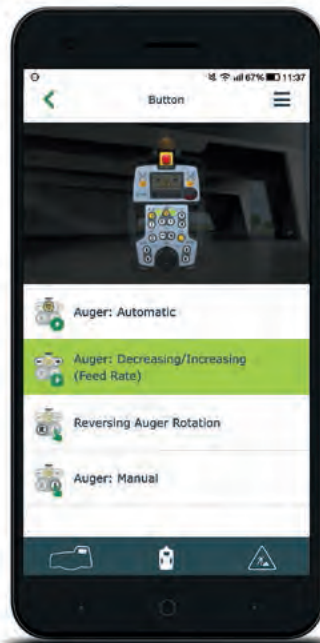 67% 11:37
Button
Auger: Automatic
Auger: Decreasing/Increasing
(Feed Rate)
Reversing Auger Rotation
Auger: Manual